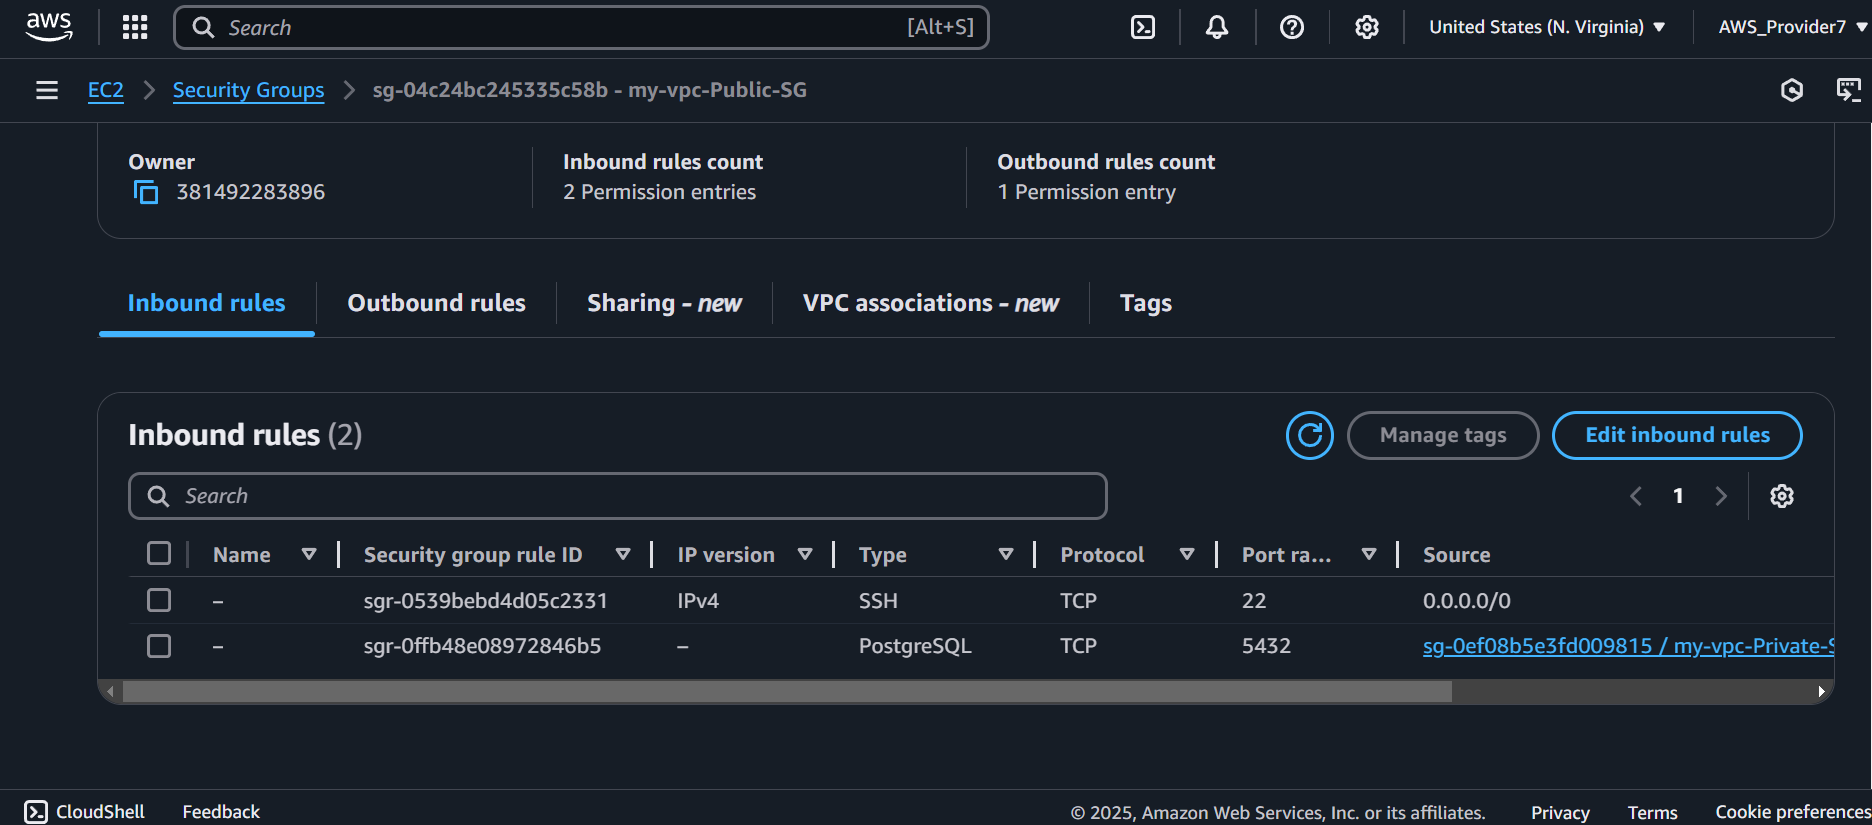 aws Search [Alt+S] United States (N. Virginia) AWS_Provider7
EC2 Security Groups sg-04c24bc245335c58b - my-vpc-Public-SG
Owner Inbound rules count Outbound rules count
381492283896 2 Permission entries 1 Permission entry
Inbound rules Outbound rules Sharing - new VPC associations - new Tags
Inbound rules (2) Manage tags Edit inbound rules
Search 1
Name Security group rule ID IP version Type Protocol Port ra... Source
– sgr-0539bebd4d05c2331 IPv4 SSH TCP 22 0.0.0.0/0
– sgr-0ffb48e08972846b5 – PostgreSQL TCP 5432 sg-0ef08b5e3fd009815 / my-vpc-Private-S
CloudShell Feedback © 2025, Amazon Web Services, Inc. or its affiliates. Privacy Terms Cookie preferences